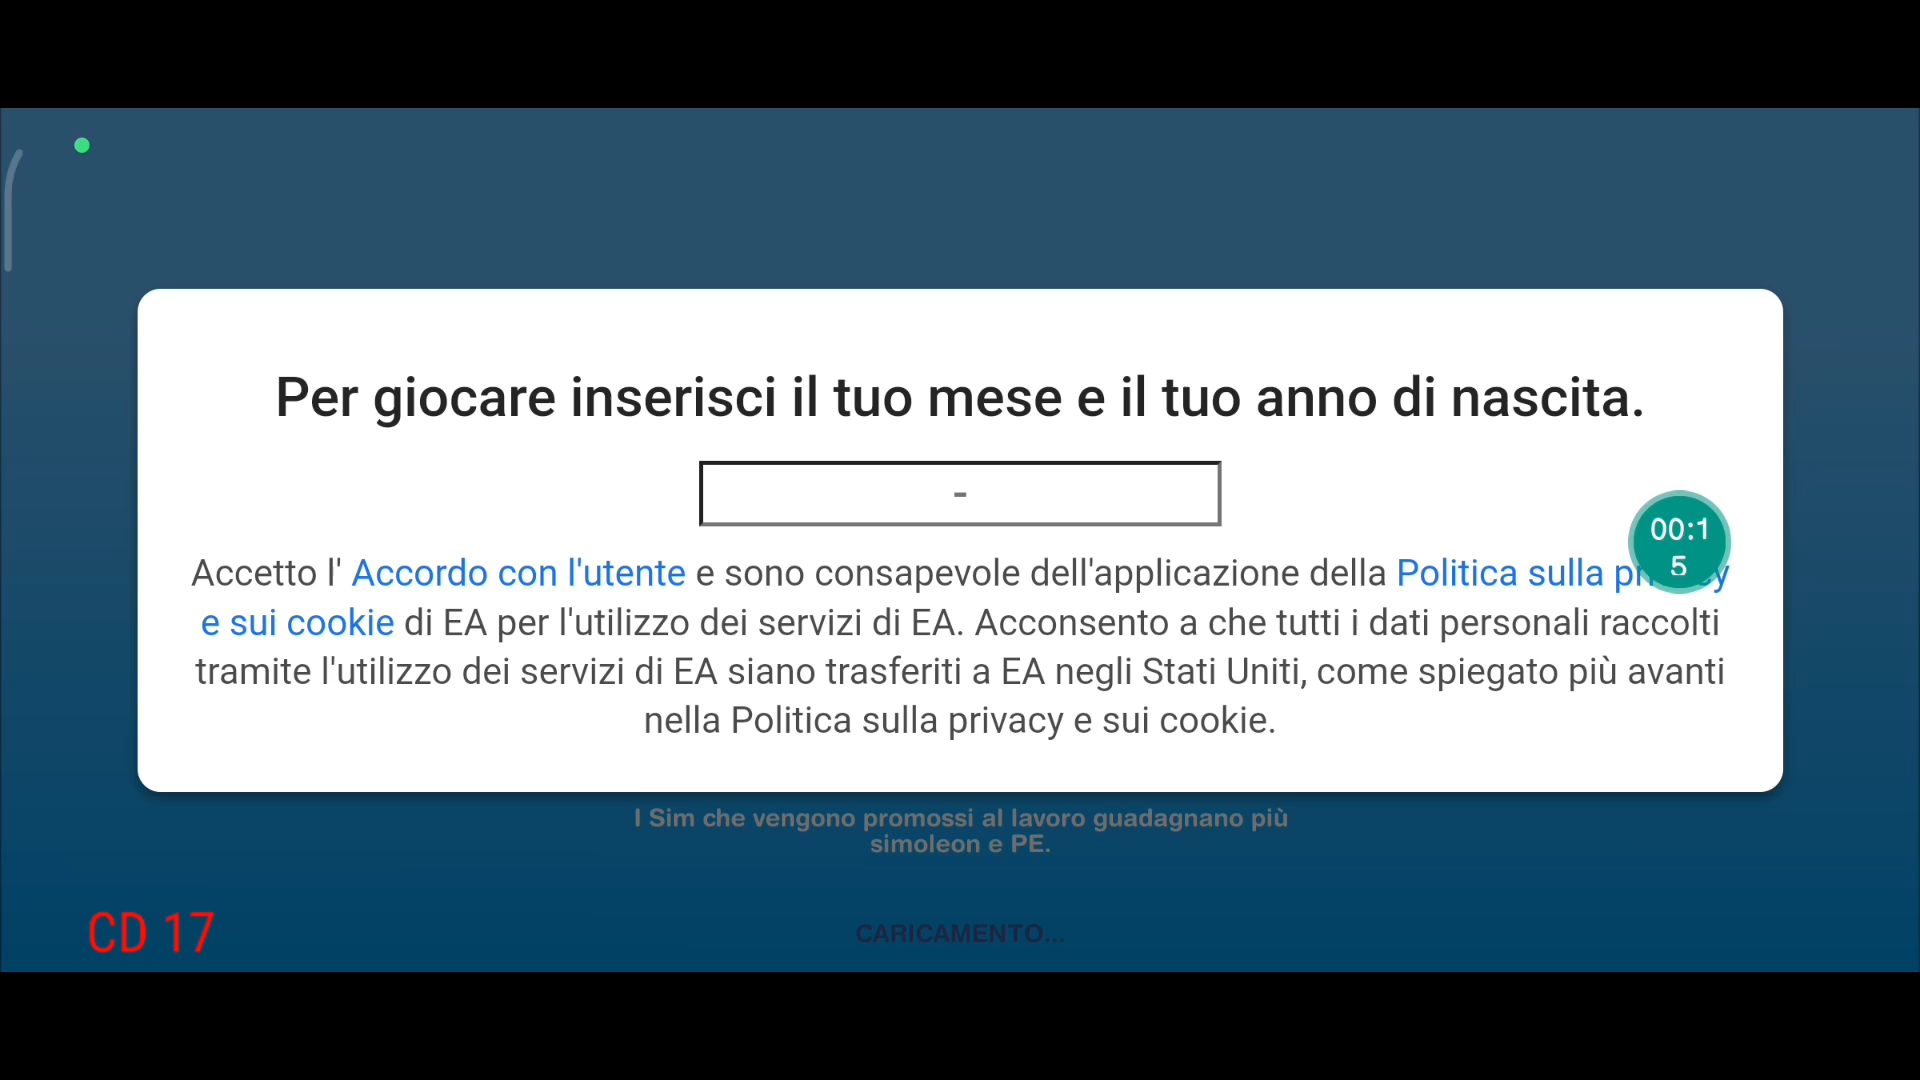 Per giocare inserisci il tuo mese e il tuo anno di nascita.
-
00:1
5
Accetto l' Accordo con l'utente e sono consapevole dell'applicazione della Politica sulla
e sui cookie di EA per l'utilizzo dei servizi di EA. Acconsento a che tutti i dati personali raccolti
tramite l'utilizzo dei servizi di EA siano trasferiti a EA negli Stati Uniti, come spiegato più avanti
nella Politica sulla privacy e sui cookie.
I Sim che vengono promossi al lavoro guadagnano più
simoleon e PE.
CD 17
CARICAMENTO...